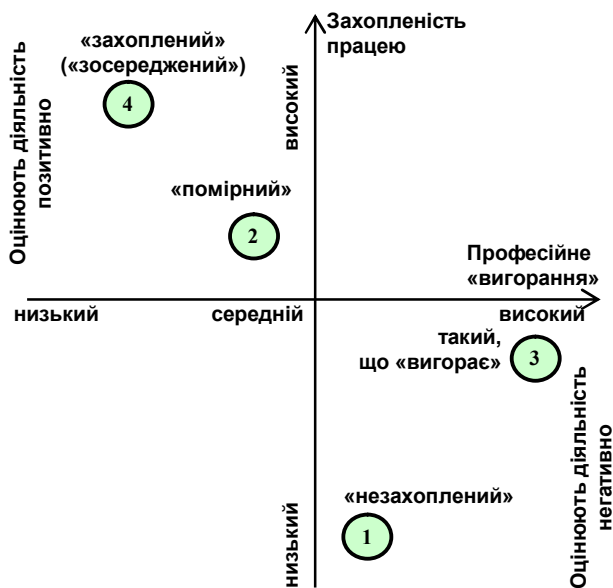 Захопленість
працею
«захоплений»
(«зосереджений»)
4
високий
Оцінюють діяльність
позитивно
«помірний»
2
Професійне
«вигорання»
низький
середній
високий
такий,
що «вигорає»
3
«незахоплений»
1
низький
Оцінюють діяльність
негативно